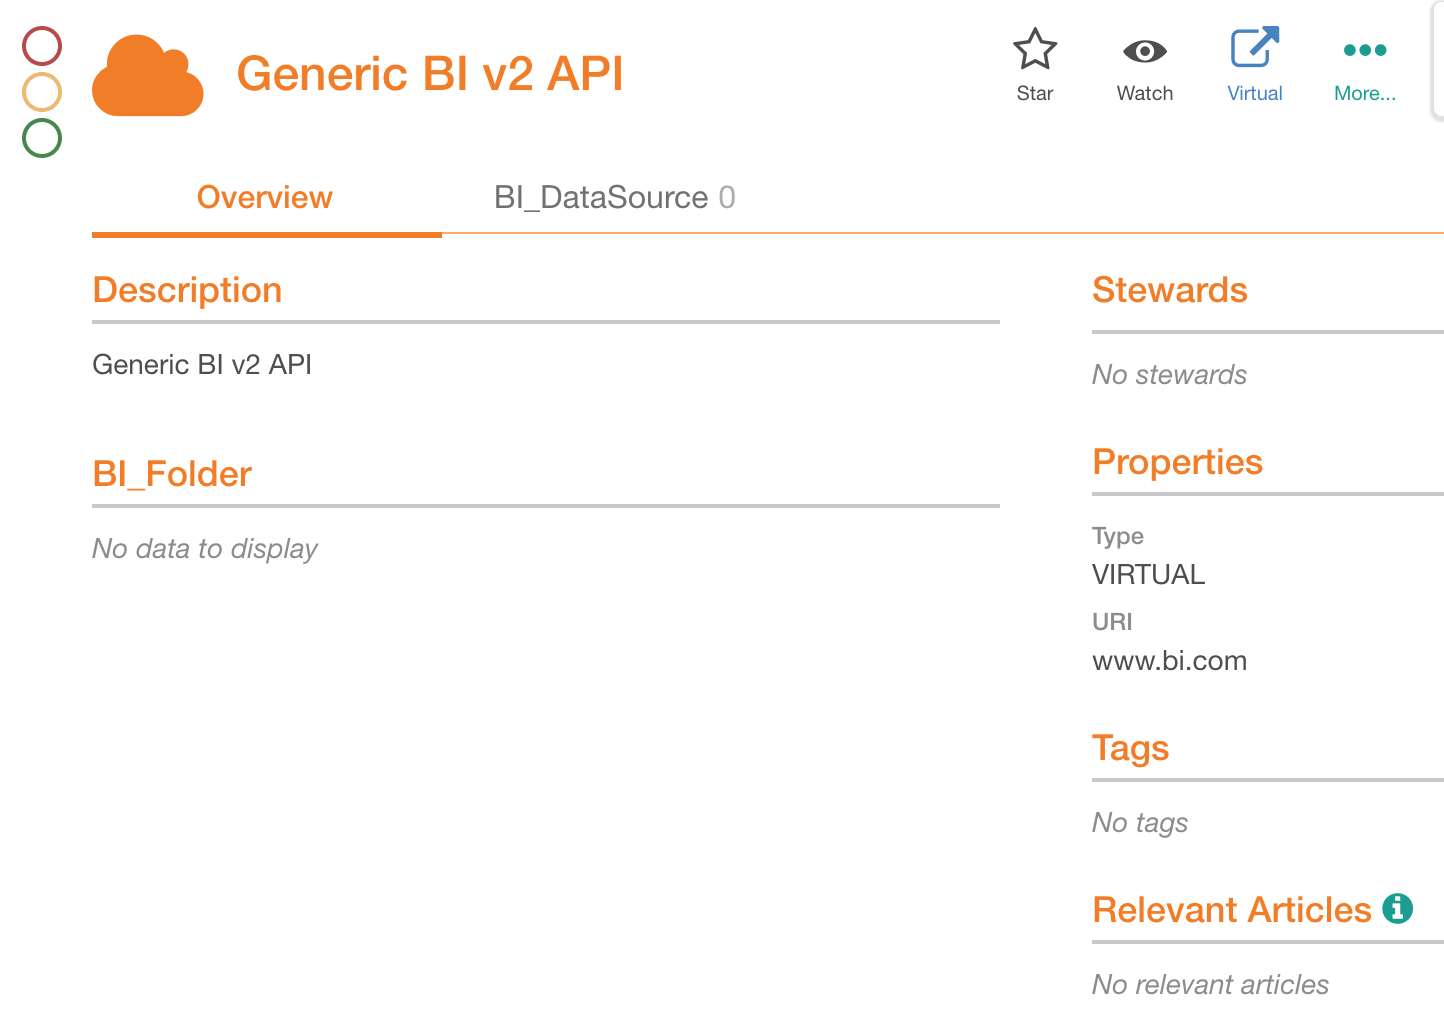 Generic BI v2 API
Star
Watch
Virtual
More...
Overview
BI_DataSource 0
Description
Generic BI v2 API
BI_Folder
No data to display
Stewards
No stewards
Properties
Type
VIRTUAL
URI
www.bi.com
Tags
No tags
Relevant Articles
No relevant articles